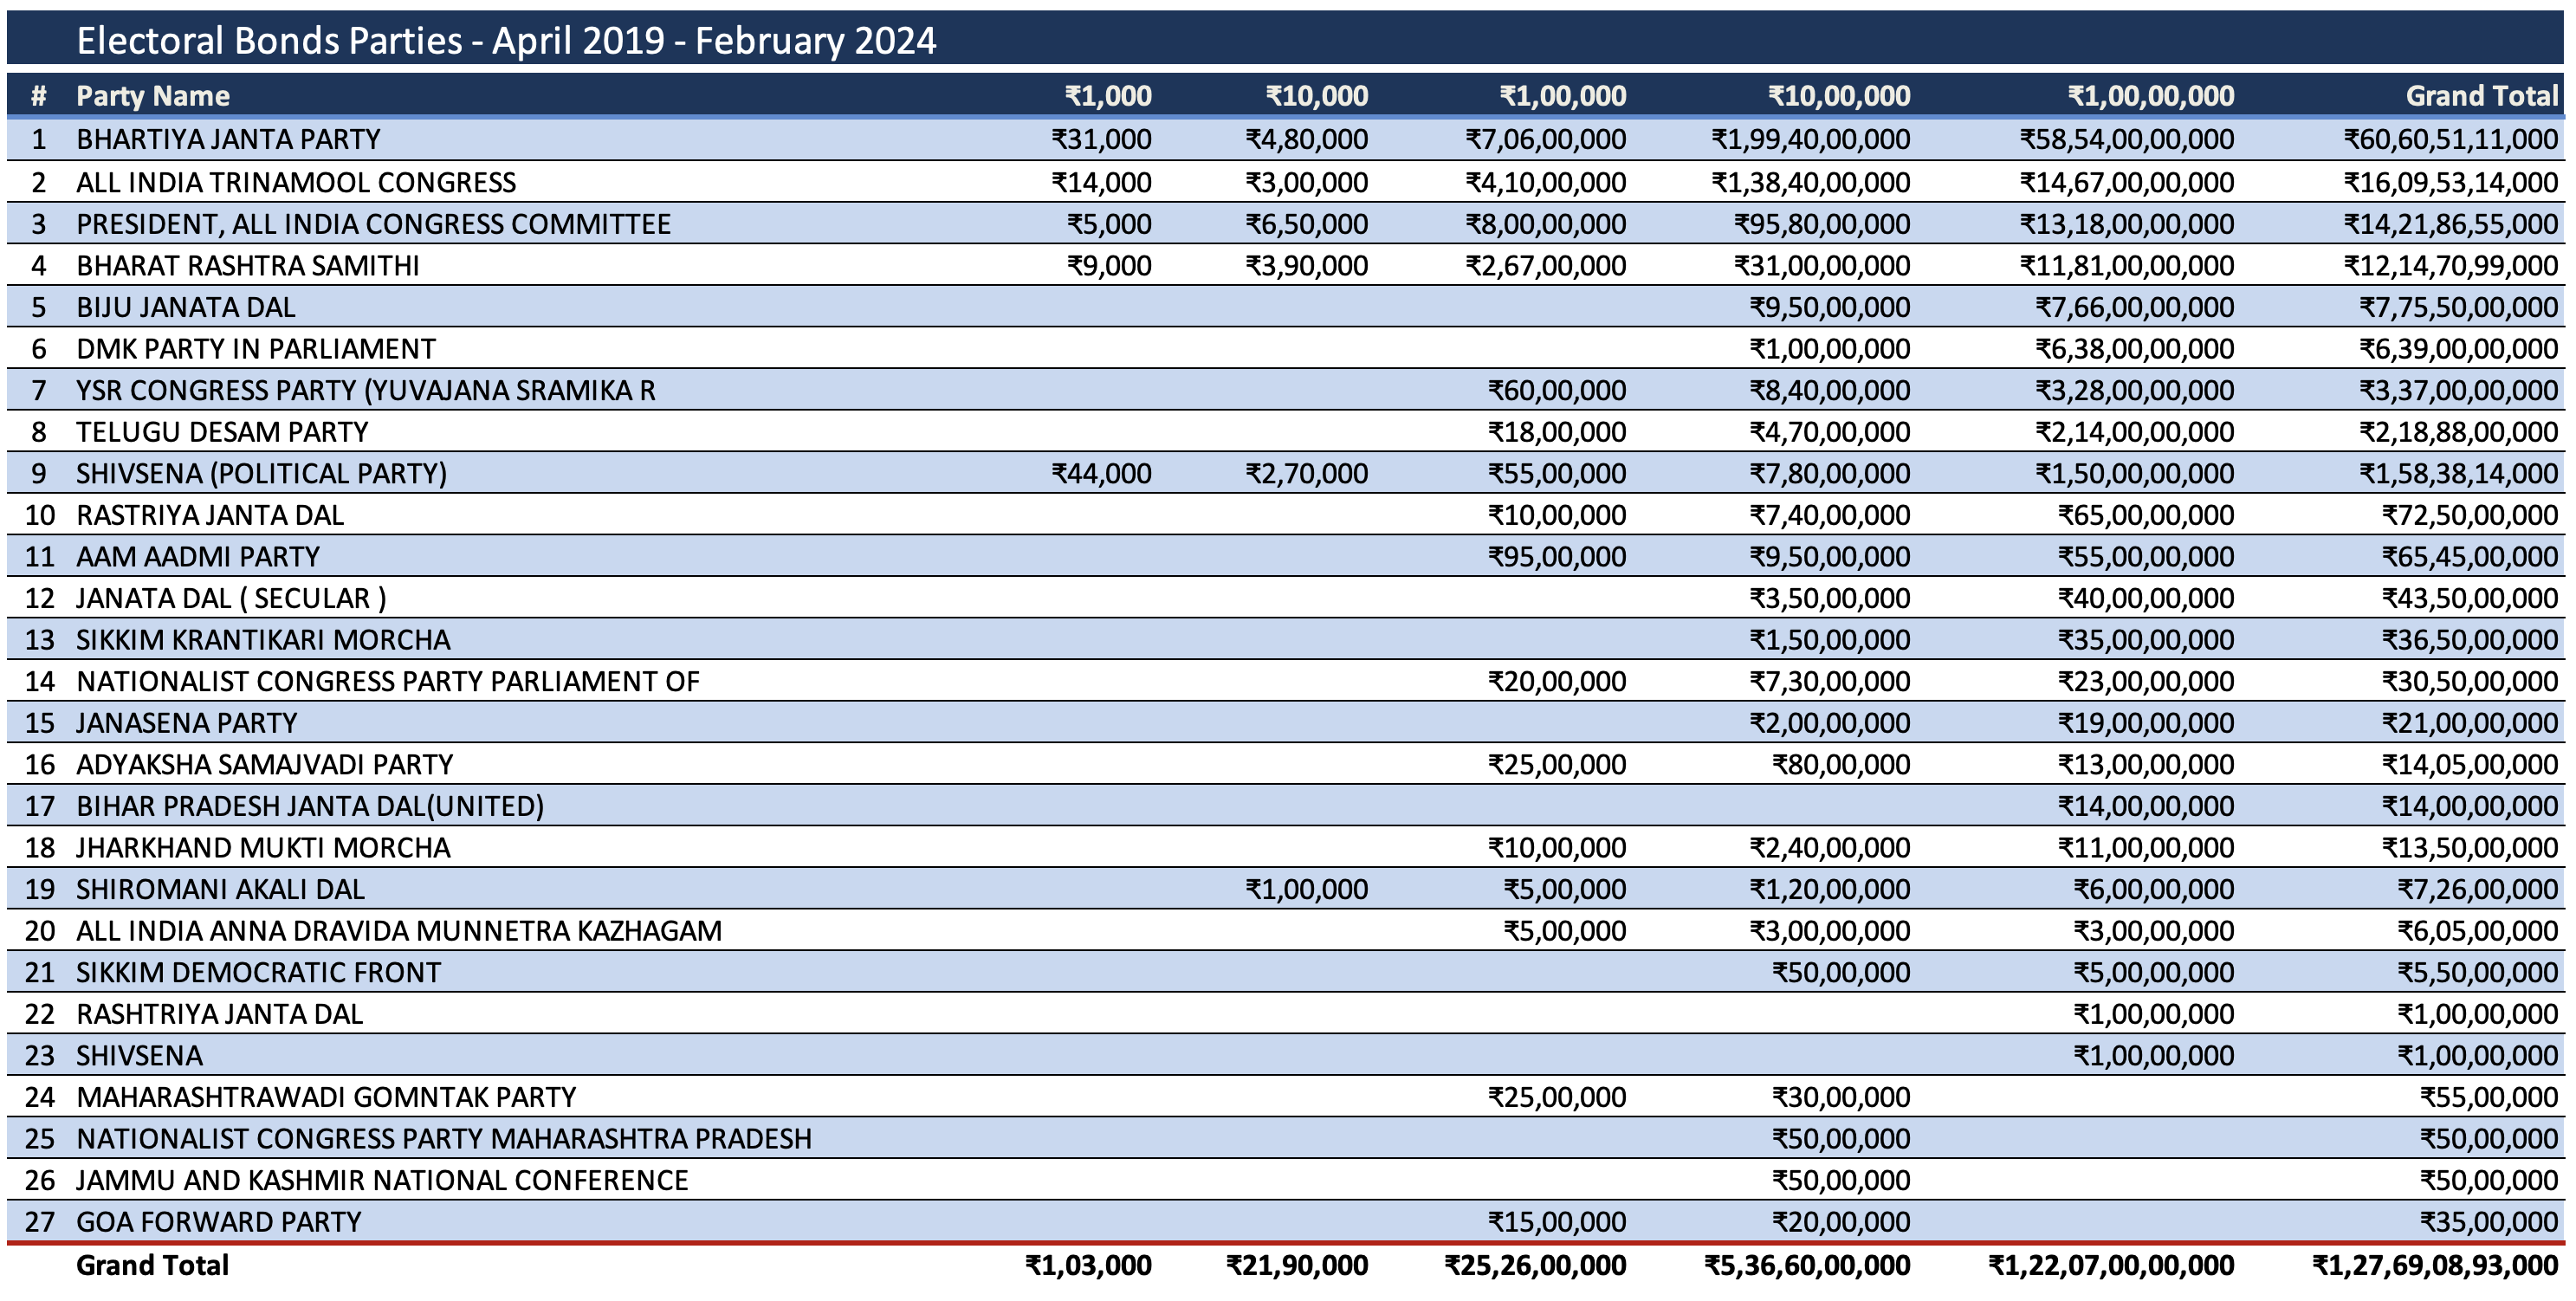 Electoral Bonds Parties - April 2019 - February 2024
# Party Name ₹1,000 ₹10,000 ₹1,00,000 ₹10,00,000 ₹1,00,00,000 Grand Total
1 BHARTIYA JANTA PARTY ₹31,000 ₹4,80,000 ₹7,06,00,000 ₹1,99,40,00,000 ₹58,54,00,00,000 ₹60,60,51,11,000
2 ALL INDIA TRINAMOOL CONGRESS ₹14,000 ₹3,00,000 ₹4,10,00,000 ₹1,38,40,00,000 ₹14,67,00,00,000 ₹16,09,53,14,000
3 PRESIDENT, ALL INDIA CONGRESS COMMITTEE ₹5,000 ₹6,50,000 ₹8,00,00,000 ₹95,80,00,000 ₹13,18,00,00,000 ₹14,21,86,55,000
4 BHARAT RASHTRA SAMITHI ₹9,000 ₹3,90,000 ₹2,67,00,000 ₹31,00,00,000 ₹11,81,00,00,000 ₹12,14,70,99,000
5 BIJU JANATA DAL ₹9,50,00,000 ₹7,66,00,00,000 ₹7,75,50,00,000
6 DMK PARTY IN PARLIAMENT ₹1,00,00,000 ₹6,38,00,00,000 ₹6,39,00,00,000
7 YSR CONGRESS PARTY (YUVAJANA SRAMIKA R ₹60,00,000 ₹8,40,00,000 ₹3,28,00,00,000 ₹3,37,00,00,000
8 TELUGU DESAM PARTY ₹18,00,000 ₹4,70,00,000 ₹2,14,00,00,000 ₹2,18,88,00,000
9 SHIVSENA (POLITICAL PARTY) ₹44,000 ₹2,70,000 ₹55,00,000 ₹7,80,00,000 ₹1,50,00,00,000 ₹1,58,38,14,000
10 RASTRIYA JANTA DAL ₹10,00,000 ₹7,40,00,000 ₹65,00,00,000 ₹72,50,00,000
11 AAM AADMI PARTY ₹95,00,000 ₹9,50,00,000 ₹55,00,00,000 ₹65,45,00,000
12 JANATA DAL ( SECULAR ) ₹3,50,00,000 ₹40,00,00,000 ₹43,50,00,000
13 SIKKIM KRANTIKARI MORCHA ₹1,50,00,000 ₹35,00,00,000 ₹36,50,00,000
14 NATIONALIST CONGRESS PARTY PARLIAMENT OF ₹20,00,000 ₹7,30,00,000 ₹23,00,00,000 ₹30,50,00,000
15 JANASENA PARTY ₹2,00,00,000 ₹19,00,00,000 ₹21,00,00,000
16 ADYAKSHA SAMAJVADI PARTY ₹25,00,000 ₹80,00,000 ₹13,00,00,000 ₹14,05,00,000
17 BIHAR PRADESH JANTA DAL(UNITED) ₹14,00,00,000 ₹14,00,00,000
18 JHARKHAND MUKTI MORCHA ₹10,00,000 ₹2,40,00,000 ₹11,00,00,000 ₹13,50,00,000
19 SHIROMANI AKALI DAL ₹1,00,000 ₹5,00,000 ₹1,20,00,000 ₹6,00,00,000 ₹7,26,00,000
20 ALL INDIA ANNA DRAVIDA MUNNETRA KAZHAGAM ₹5,00,000 ₹3,00,00,000 ₹3,00,00,000 ₹6,05,00,000
21 SIKKIM DEMOCRATIC FRONT ₹50,00,000 ₹5,00,00,000 ₹5,50,00,000
22 RASHTRIYA JANTA DAL ₹1,00,00,000 ₹1,00,00,000
23 SHIVSENA ₹1,00,00,000 ₹1,00,00,000
24 MAHARASHTRAWADI GOMNTAK PARTY ₹25,00,000 ₹30,00,000 ₹55,00,000
25 NATIONALIST CONGRESS PARTY MAHARASHTRA PRADESH ₹50,00,000 ₹50,00,000
26 JAMMU AND KASHMIR NATIONAL CONFERENCE ₹50,00,000 ₹50,00,000
27 GOA FORWARD PARTY ₹15,00,000 ₹20,00,000 ₹35,00,000
Grand Total ₹1,03,000 ₹21,90,000 ₹25,26,00,000 ₹5,36,60,00,000 ₹1,22,07,00,00,000 ₹1,27,69,08,93,000